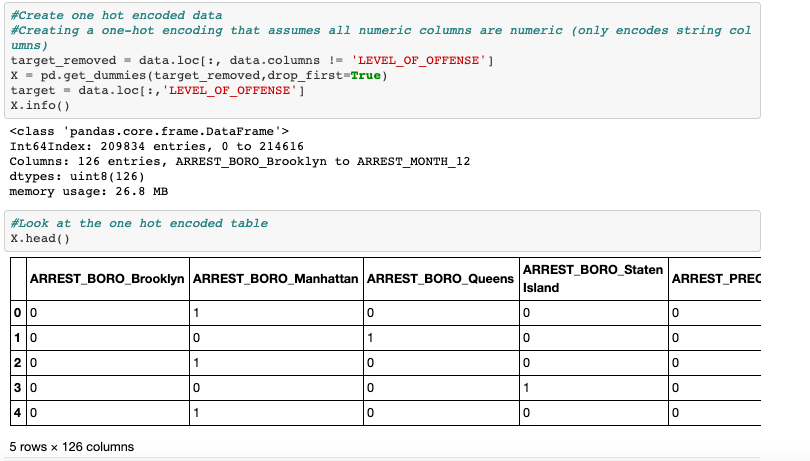 #Create one hot encoded data
#Creating a one-hot encoding that assumes all numeric columns are numeric (only encodes string col
umns)
target_removed = data.loc[:, data.columns != 'LEVEL_OF_OFFENSE']
X = pd.get_dummies(target_removed,drop_first=True)
target = data.loc[:,'LEVEL_OF_OFFENSE']
X.info()
<class 'pandas.core.frame.DataFrame'>
Int64Index: 209834 entries, 0 to 214616
Columns: 126 entries, ARREST_BORO_Brooklyn to ARREST_MONTH_12
dtypes: uint8(126)
memory usage: 26.8 MB
#Look at the one hot encoded table
X.head()
ARREST_BORO_Brooklyn ARREST_BORO_Manhattan ARREST_BORO_Queens ARREST_BORO_Staten Island ARREST_PREC
0 0 1 0 0 0
1 0 0 1 0 0
2 0 1 0 0 0
3 0 0 0 1 0
4 0 1 0 0 0
5 rows × 126 columns